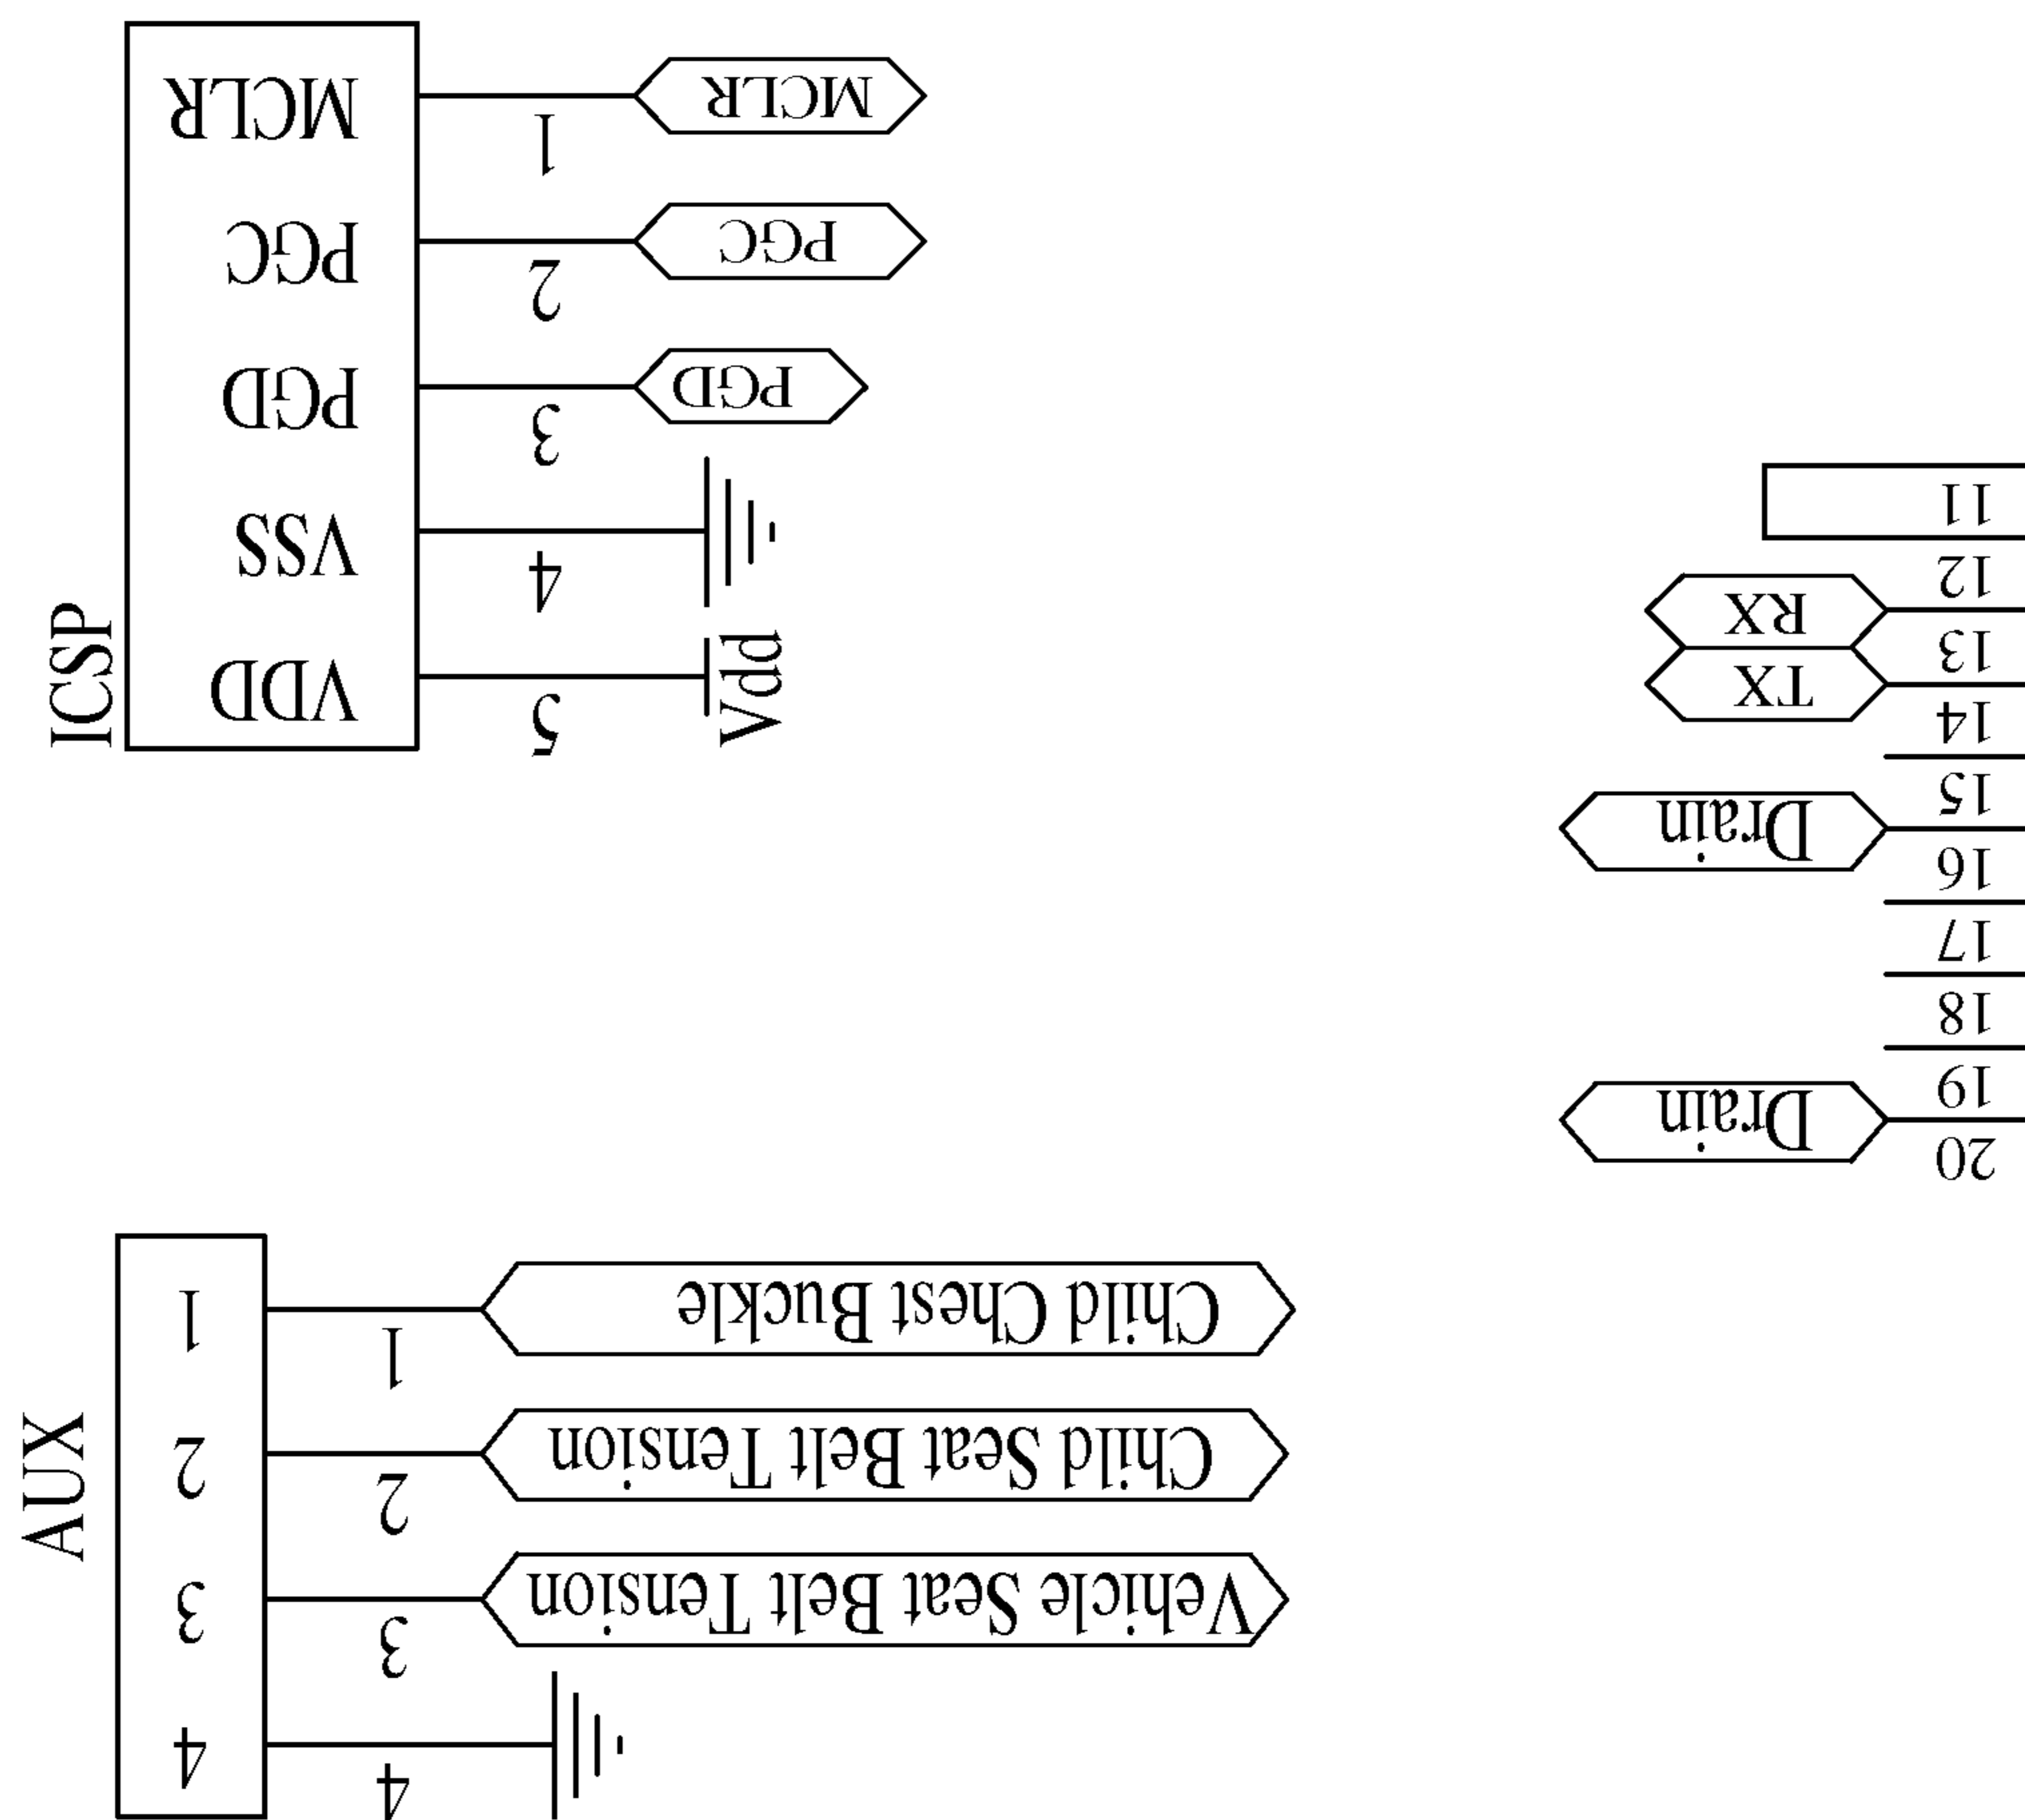 ICSP
MCLR 1 MCLR
PGC 2 PGC
PGD 3 PGD
VSS 4
VDD 5 Vdd
11
12
RX 13
TX 14
15
Drain 16
17
18
19
Drain 20
AUX
1 1 Child Chest Buckle
2 2 Child Seat Belt Tension
3 3 Vehicle Seat Belt Tension
4 4